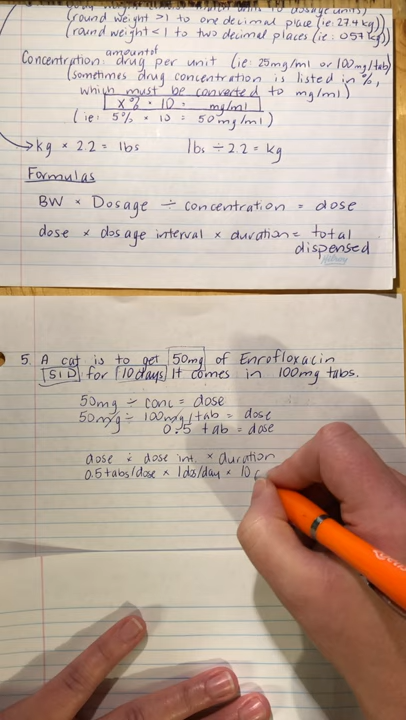 (round weight >1 to one decimal place (ie: 27.4 kg))
(round weight <1 to two decimal places (ie: 0.57 kg))
Concentration: amount of drug per unit (ie: 25mg/ml or 100mg/tab)
(sometimes drug concentration is listed in %,
which must be converted to mg/ml)
x% * 10 = mg/ml
(ie: 5% * 10 = 50mg/ml)
kg × 2.2 = lbs lbs ÷ 2.2 = kg
Formulas
BW × Dosage ÷ concentration = dose
dose × dosage interval × duration = total
dispensed
5. A cat is to get 50mg of Enrofloxacin
SID for 10 days. It comes in 100mg tabs.
50mg ÷ conc = dose
50mg ÷ 100mg/tab = dose
0.5 tab = dose
dose × dose int. × duration
0.5 tabs/dose × 1 ds/day × 10 d